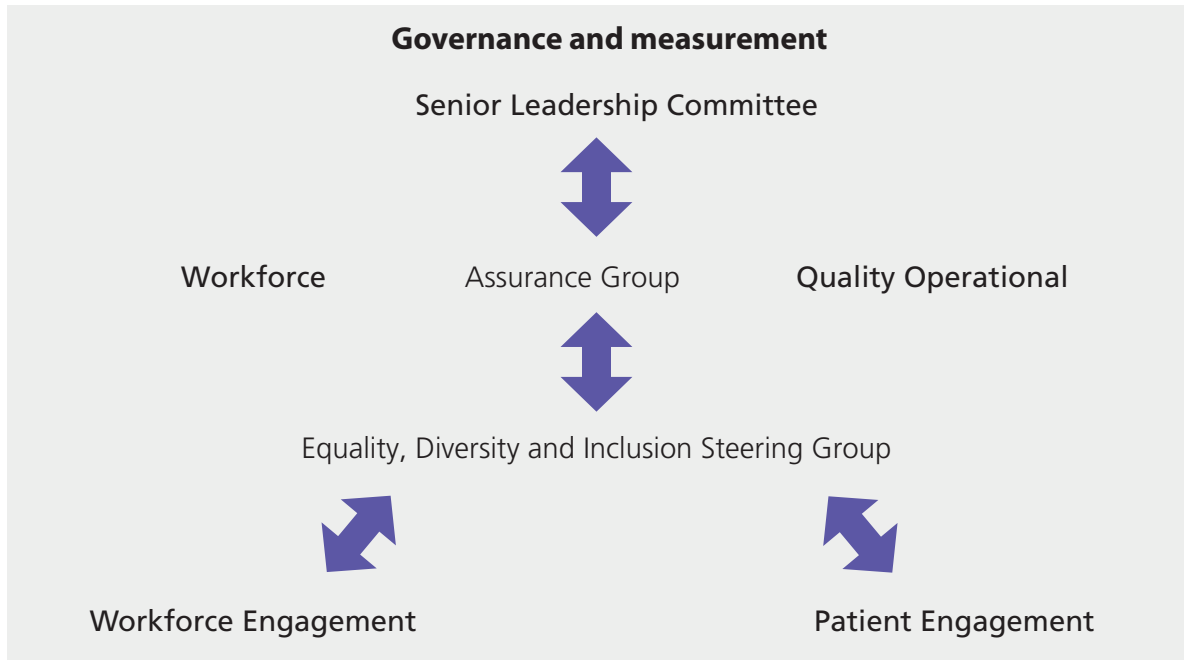 Governance and measurement
Senior Leadership Committee
Workforce Assurance Group Quality Operational
Equality, Diversity and Inclusion Steering Group
Workforce Engagement Patient Engagement